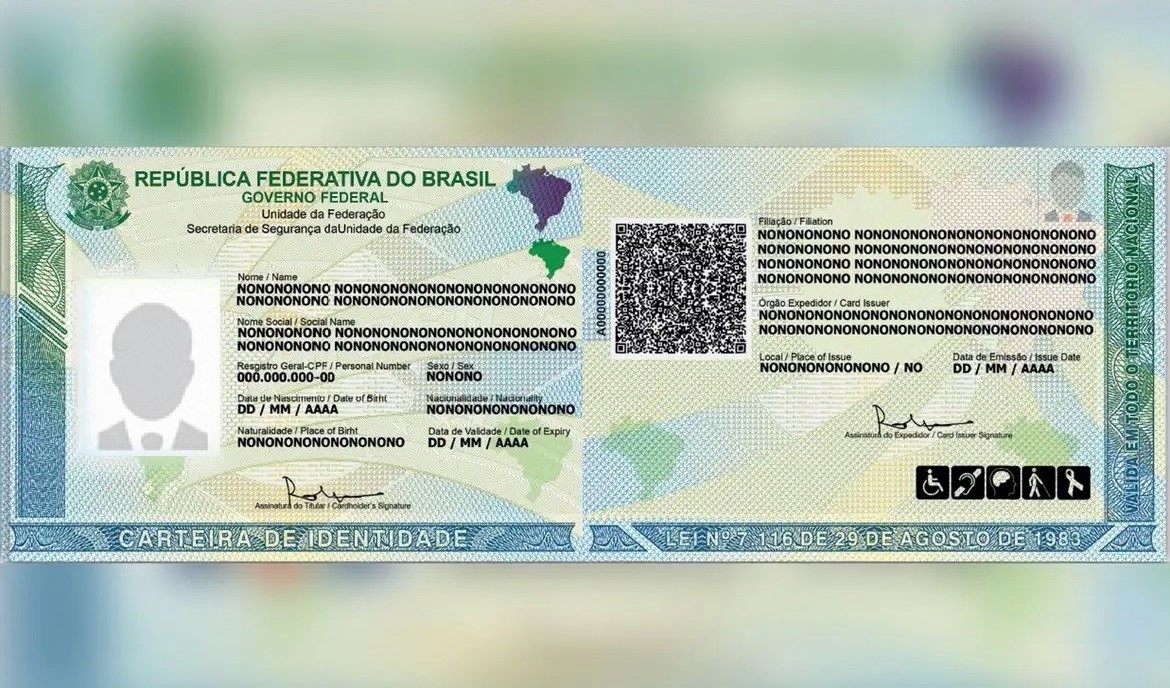 REPÚBLICA FEDERATIVA DO BRASIL
GOVERNO FEDERAL
Unidade da Federação
Secretaria de Segurança daUnidade da Federação
Nome / Name
NONONONONO NONONONONONONONONONONONONO
NONONONONO NONONONONONONONONONONONONO
Nome Social / Social Name
NONONONONO NONONONONONONONONONONONONO
NONONONONO NONONONONONONONONONONONONO
Resgistro Geral-CPF / Personal Number
000.000.000-00
Sexo / Sex
NONONO
Data de Nascimento / Date of Birht
DD / MM / AAAA
Nacionalidade / Nacionality
NONONONONONONONO
Naturalidade / Place of Birht
NONONONONONONONONO
Data de Validade / Date of Expiry
DD / MM / AAAA
Assinatura do Titular / Cardholder's Signature
CARTEIRA DE IDENTIDADE
A0000000000000
Filiação / Filiation
NONONONONO NONONONONONONONONONONONONO
NONONONONO NONONONONONONONONONONONONO
NONONONONO NONONONONONONONONONONONONO
NONONONONO NONONONONONONONONONONONONO
Órgão Expedidor / Card Issuer
NONONONONONONONONONONONONONONONONONO
NONONONONONONONONONONONONONONONONONO
Local / Place of Issue
NONONONONONONO / NO
Data de Emissão / Issue Date
DD / MM / AAAA
Assinatura do Expedidor / Card Issuer Signature
VALIDA EM TODO O TERRITÓRIO NACIONAL
LEI Nº 7.116 DE 29 DE AGOSTO DE 1983